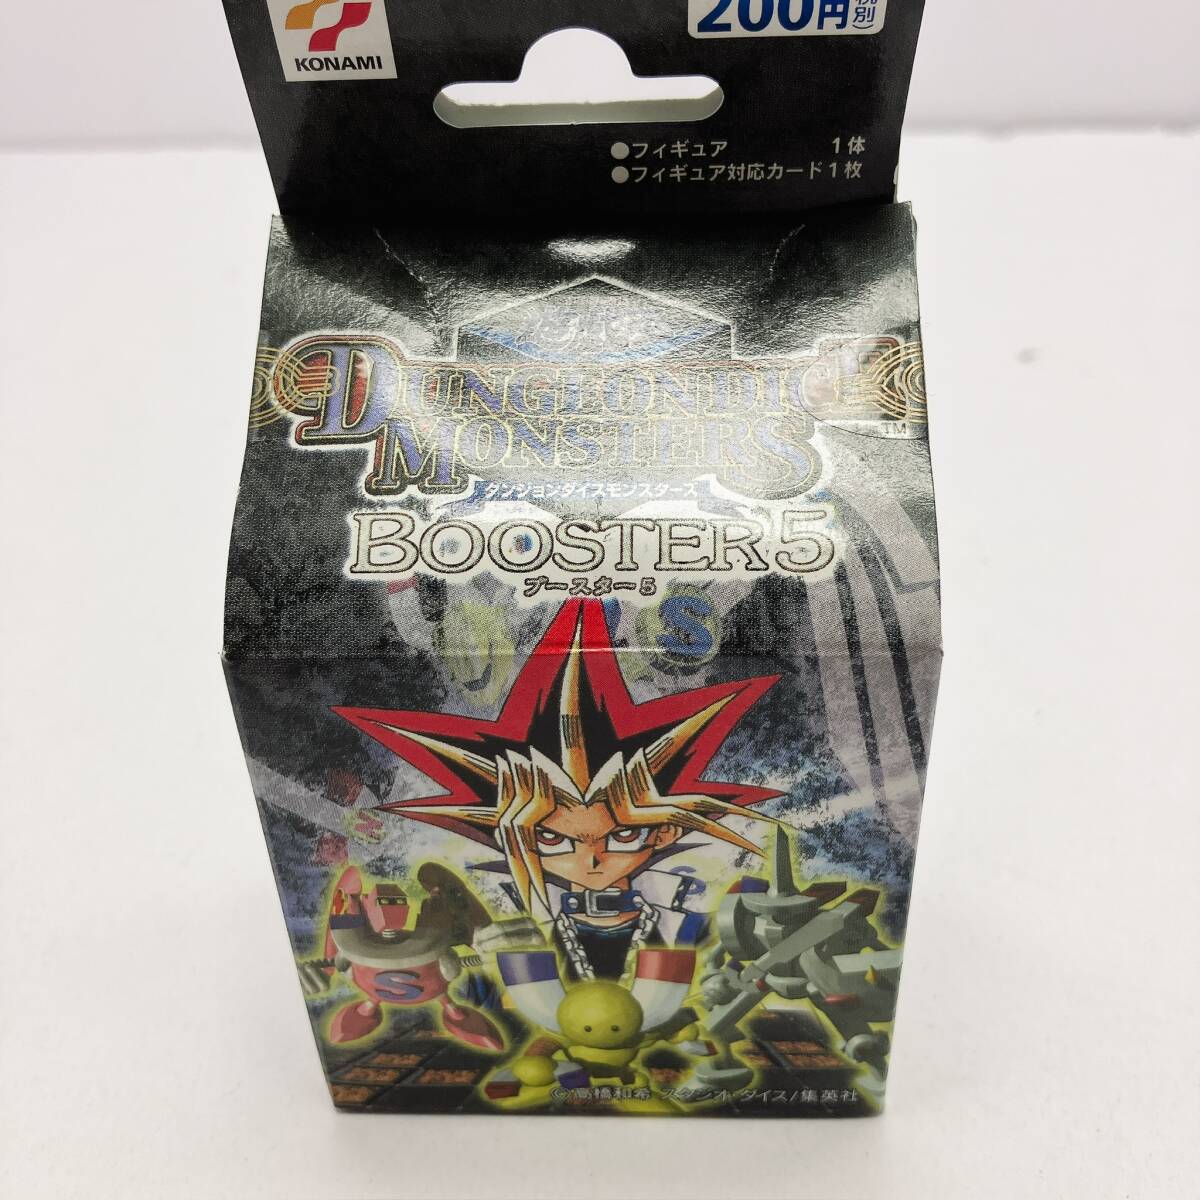 KONAMI
200円
別)
●フィギュア 1体
●フィギュア対応カード1枚
DUNGEONDICE
MONSTERS
TM
ダンジョンダイスモンスターズ
BOOSTER5
ブースター5
S
S
S
©高橋和希 スタジオ・ダイス/集英社